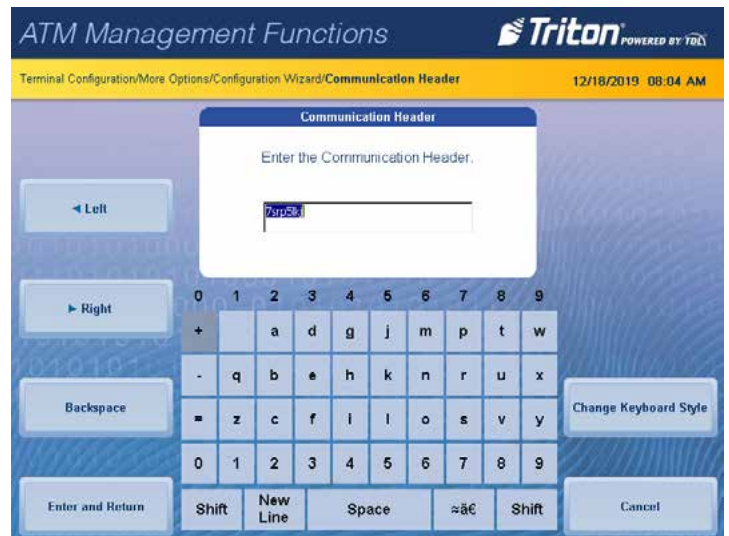 ATM Management Functions
Triton POWERED BY TDL
Terminal Configuration/More Options/Configuration Wizard/Communication Header
12/18/2019 08:04 AM
Communication Header
Enter the Communication Header.
◄ Left
► Right
Backspace
Enter and Return
0 1 2 3 4 5 6 7 8 9
+ a d g j m p t w
- q b e h k n r u x
= z c f i l o s v y
0 1 2 3 4 5 6 7 8 9
Shift New Line Space ≈ä€ Shift
Change Keyboard Style
Cancel